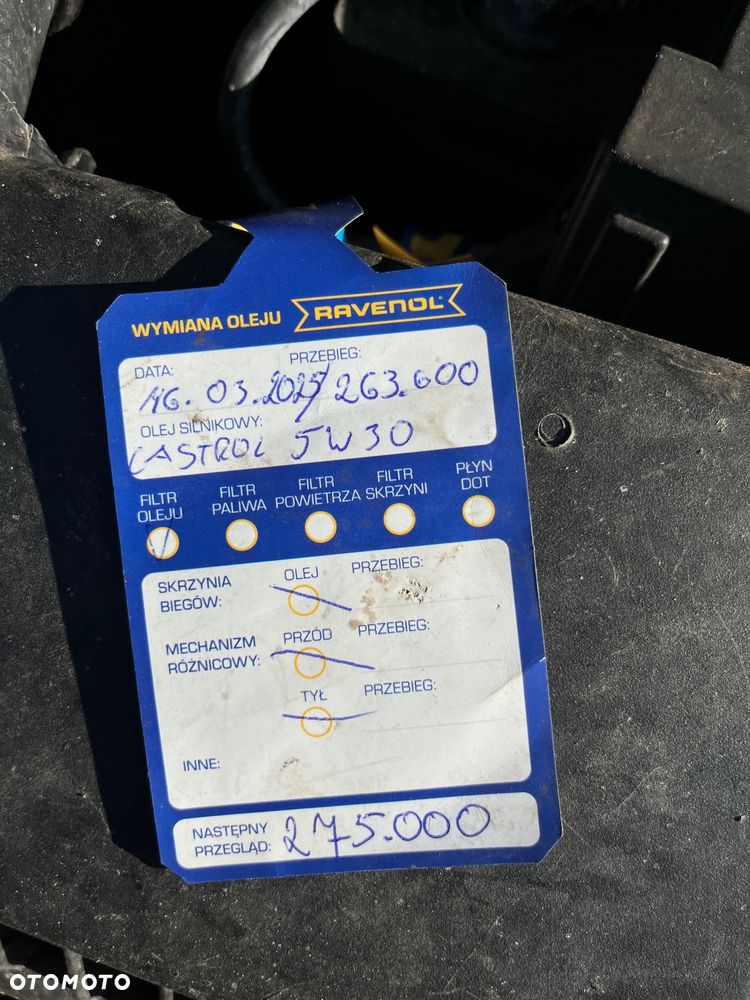 WYMIANA OLEJU RAVENOL
DATA: PRZEBIEG:
16.03.2025/263.600
OLEJ SILNIKOWY:
CASTROL 5W30
FILTR OLEJU FILTR PALIWA FILTR POWIETRZA FILTR SKRZYNI PŁYN DOT
SKRZYNIA BIEGÓW: OLEJ PRZEBIEG:
MECHANIZM RÓŻNICOWY: PRZÓD PRZEBIEG:
TYŁ PRZEBIEG:
INNE:
NASTĘPNY PRZEGLĄD: 275.000
OTOMOTO